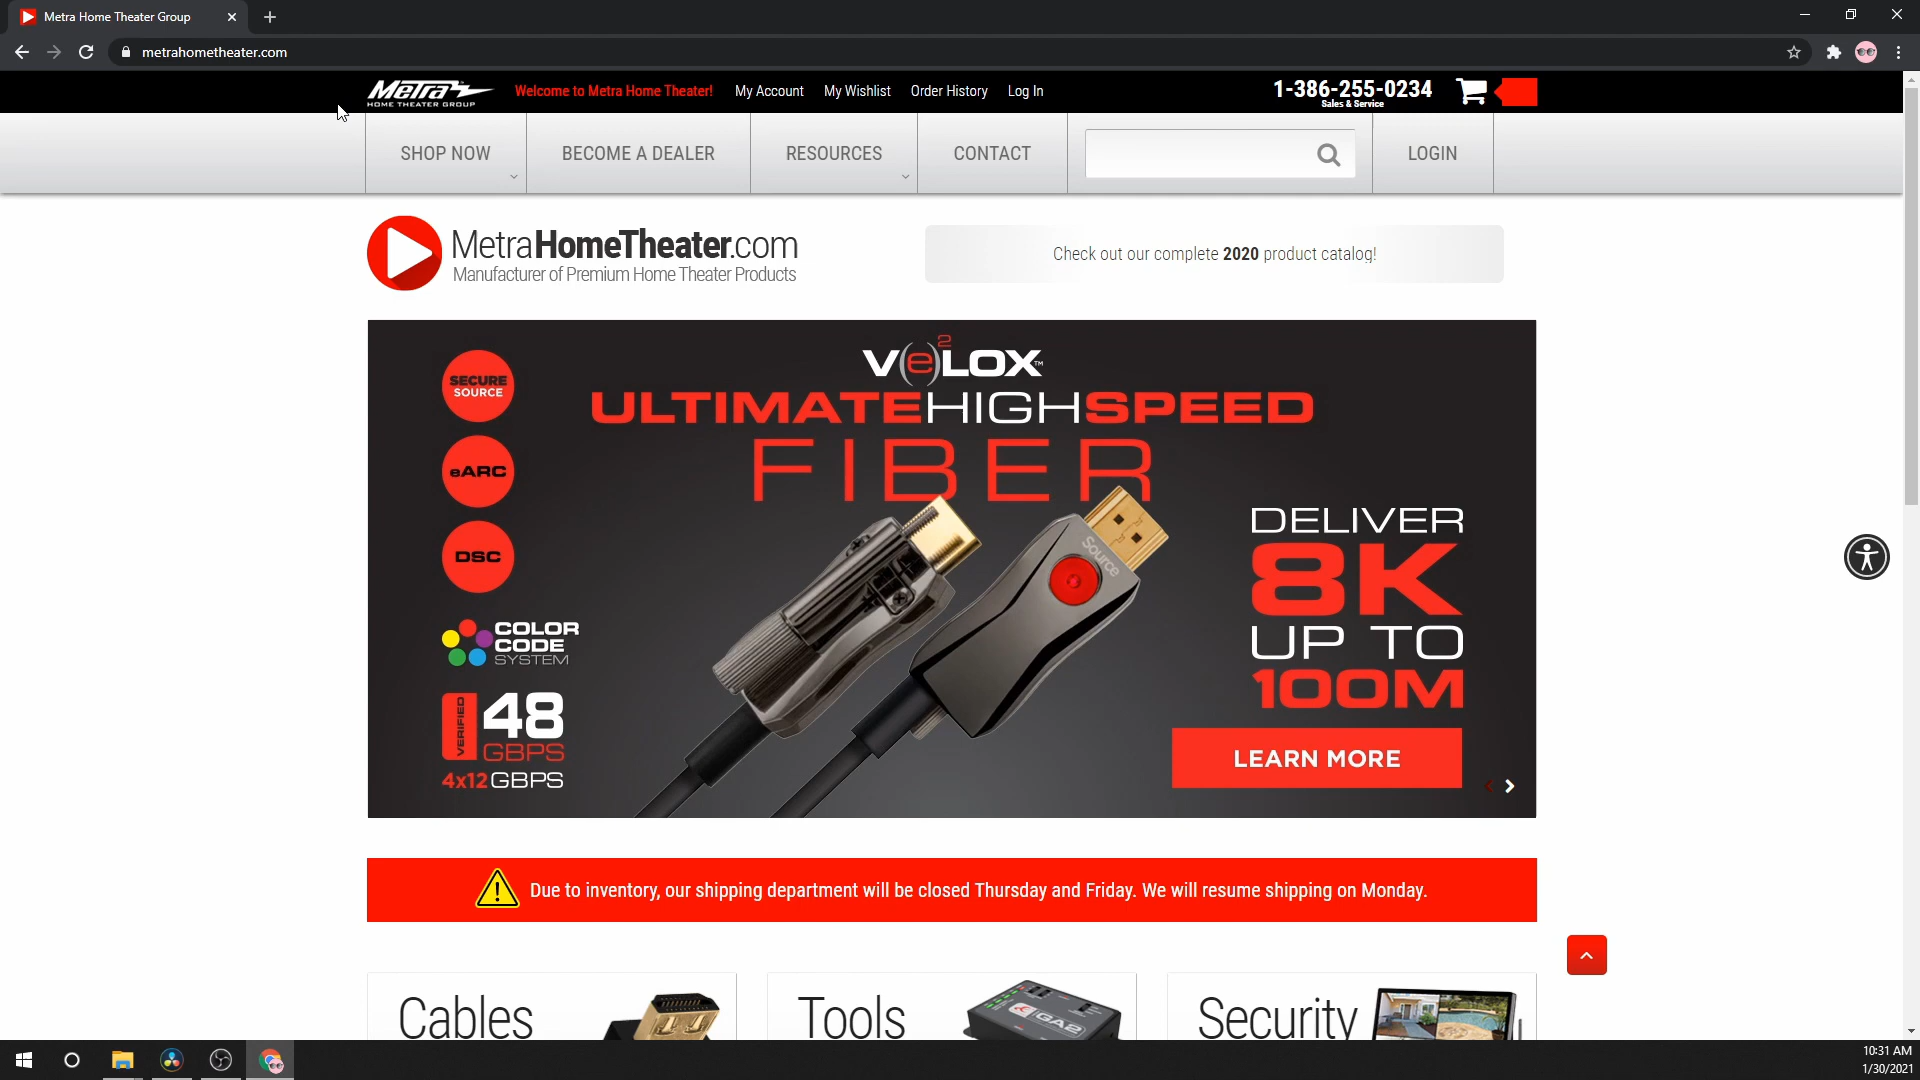 Metra Home Theater Group
metrahometheater.com
Metra
HOME THEATER GROUP
Welcome to Metra Home Theater!
My Account
My Wishlist
Order History
Log In
1-386-255-0234
Sales & Service
SHOP NOW
BECOME A DEALER
RESOURCES
CONTACT
LOGIN
MetraHomeTheater.com
Manufacturer of Premium Home Theater Products
Check out our complete 2020 product catalog!
V(e)²LOX™
ULTIMATEHIGHSPEED
FIBER
SECURE
SOURCE
eARC
DSC
COLOR
CODE
SYSTEM
VERIFIED
48
GBPS
4x12GBPS
Source
DELIVER
8K
UP TO
100M
LEARN MORE
Due to inventory, our shipping department will be closed Thursday and Friday. We will resume shipping on Monday.
Cables
Tools
GA2
Security
10:31 AM
1/30/2021